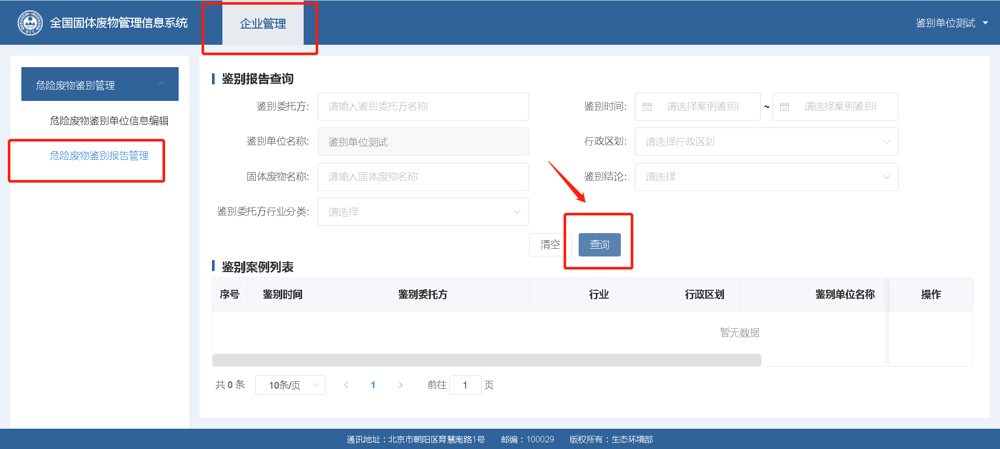 全国固体废物管理信息系统
企业管理
鉴别单位测试
危险废物鉴别管理
危险废物鉴别单位信息编辑
危险废物鉴别报告管理
鉴别报告查询
鉴别委托方: 请输入鉴别委托方名称
鉴别时间: 请选择案例鉴别 ~ 请选择案例鉴别
鉴别单位名称: 鉴别单位测试
行政区划: 请选择行政区划
固体废物名称: 请输入固体废物名称
鉴别结论: 请选择
鉴别委托方行业分类: 请选择
清空 查询
鉴别案例列表
序号 鉴别时间 鉴别委托方 行业 行政区划 鉴别单位名称 操作
暂无数据
共 0 条 10条/页 1 前往 1 页
通讯地址：北京市朝阳区育慧南路1号 邮编：100029 版权所有：生态环境部